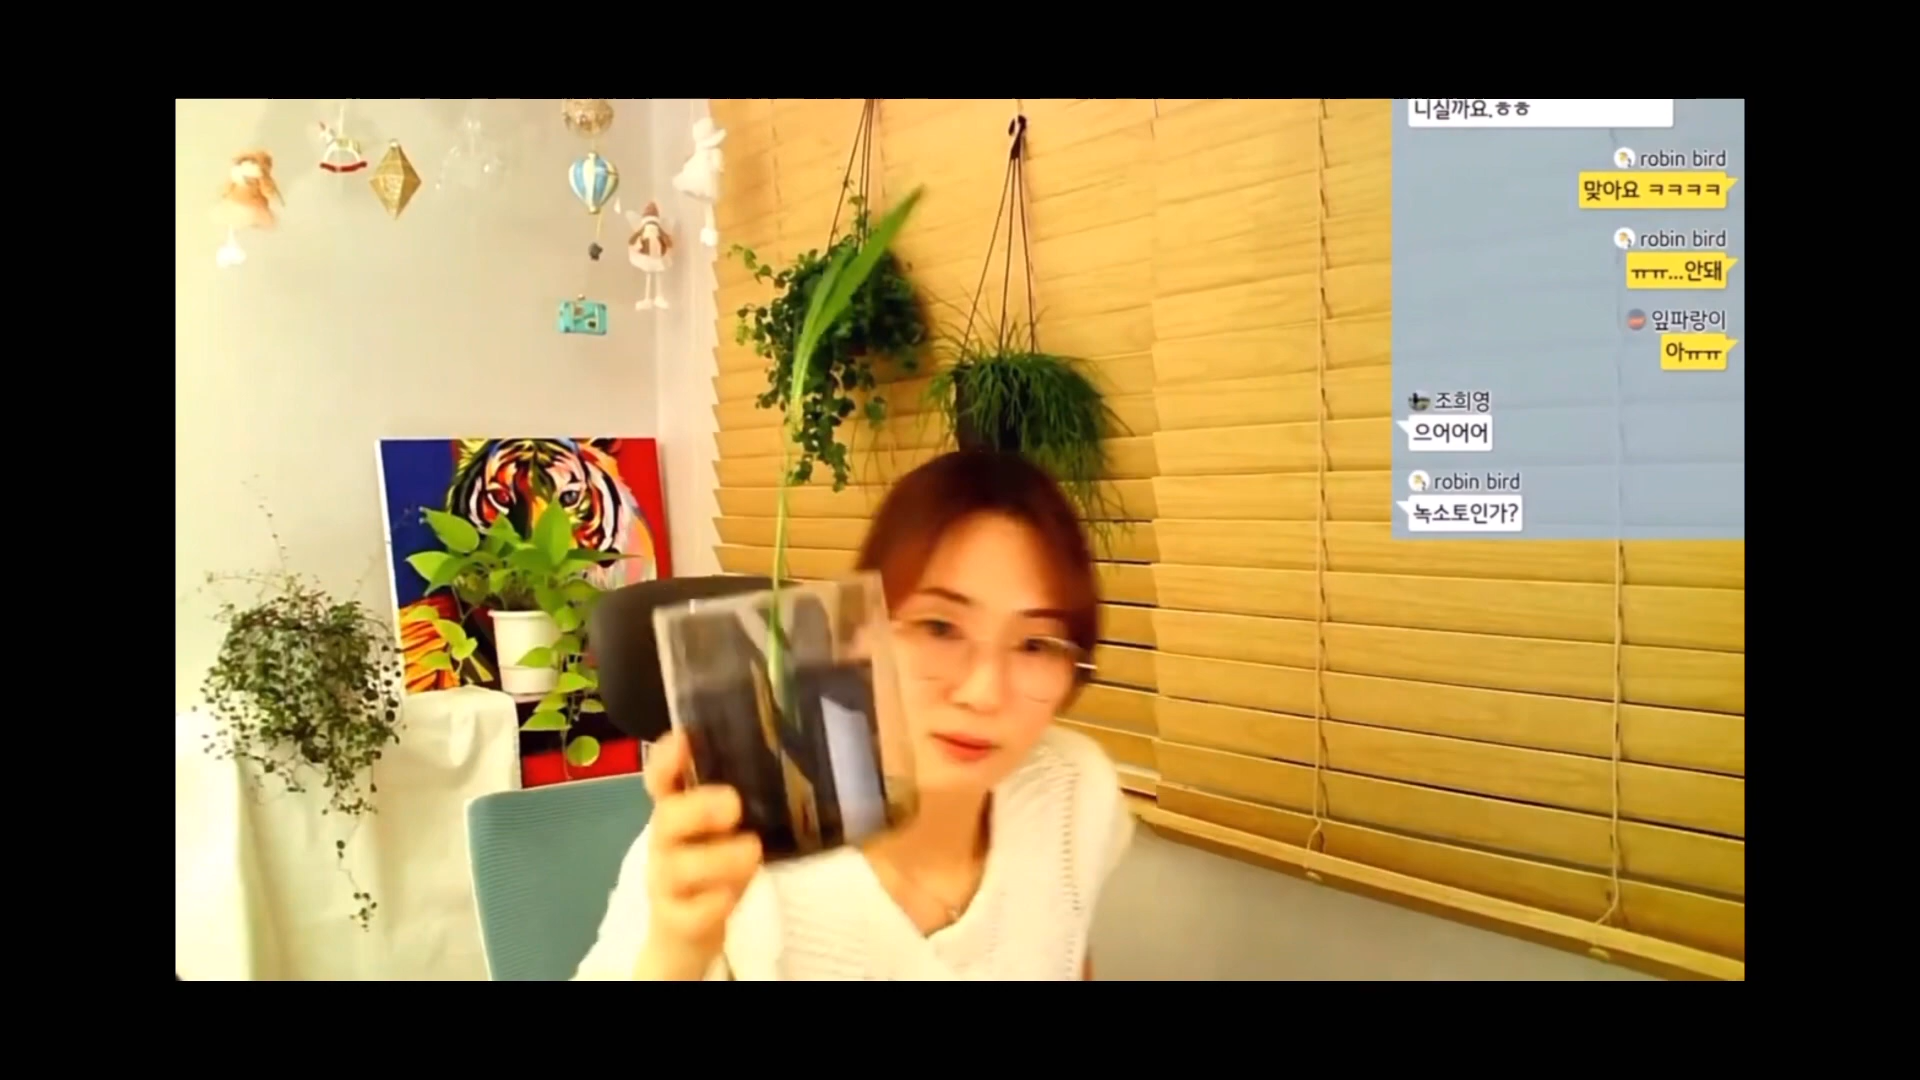 니실까요.ㅎㅎ
robin bird
맞아요 ㅋㅋㅋㅋ
robin bird
ㅠㅠ...안돼
잎파랑이
아ㅠㅠ
조희영
으어어어
robin bird
녹소토인가?